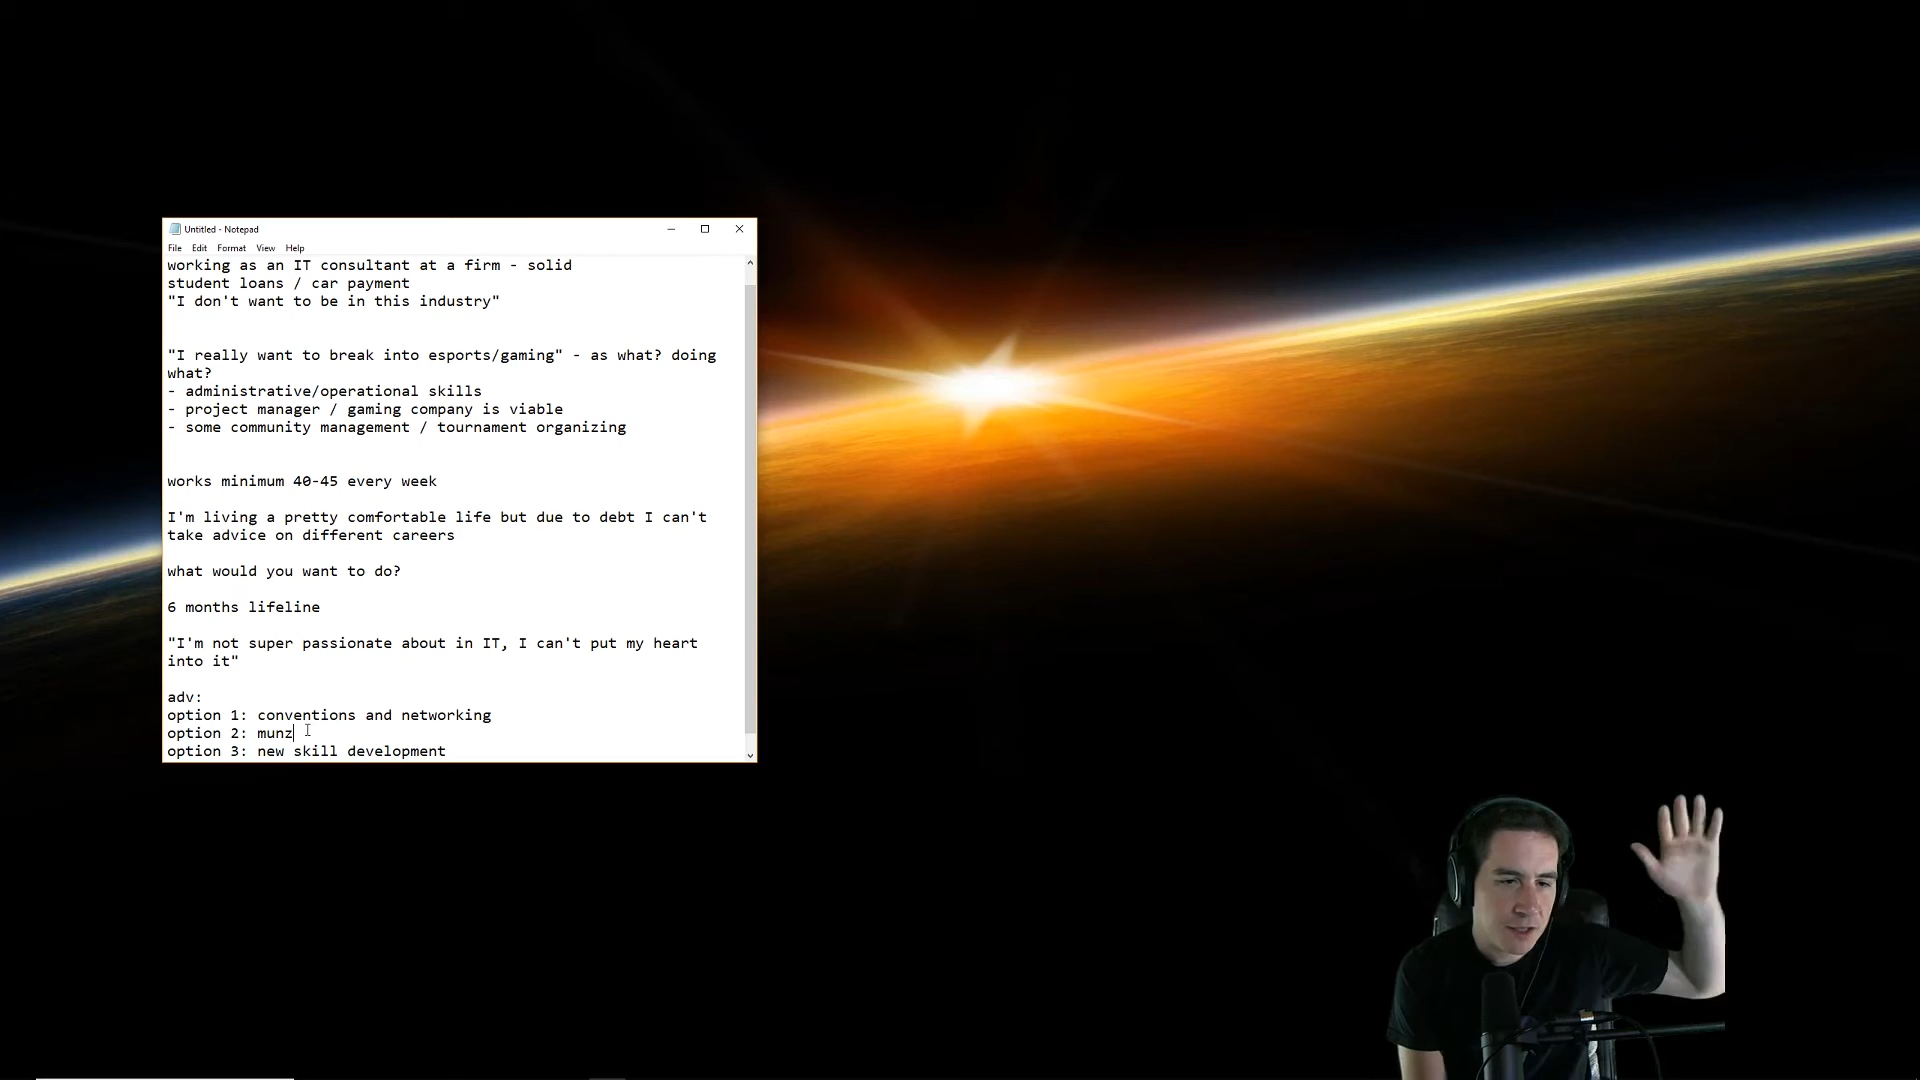 Untitled - Notepad
File Edit Format View Help
working as an IT consultant at a firm - solid
student loans / car payment
"I don't want to be in this industry"
"I really want to break into esports/gaming" - as what? doing
what?
- administrative/operational skills
- project manager / gaming company is viable
- some community management / tournament organizing
works minimum 40-45 every week
I'm living a pretty comfortable life but due to debt I can't
take advice on different careers
what would you want to do?
6 months lifeline
"I'm not super passionate about in IT, I can't put my heart
into it"
adv:
option 1: conventions and networking
option 2: munz
option 3: new skill development